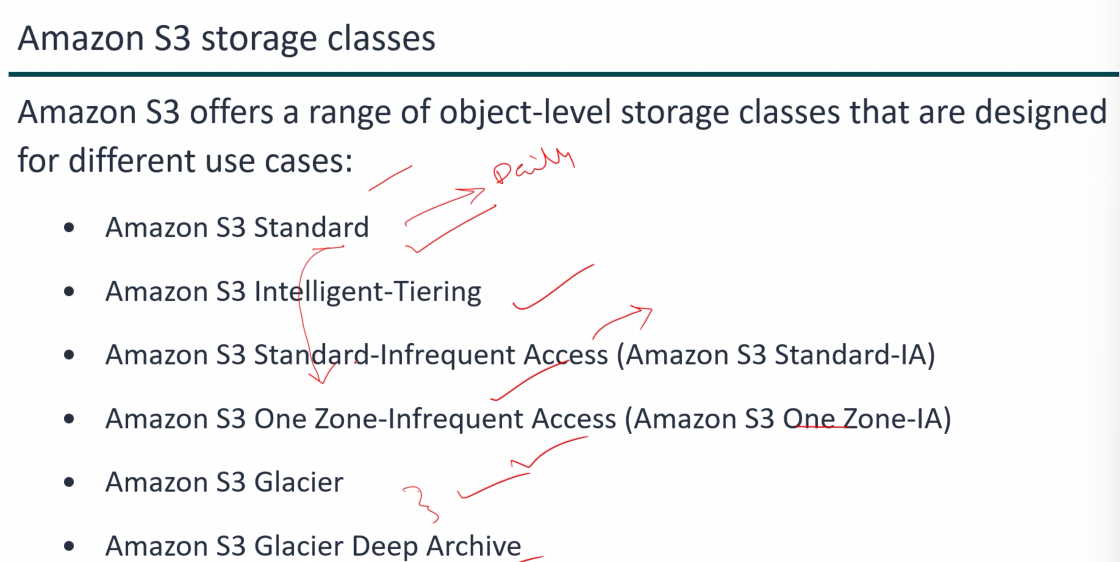 Amazon S3 storage classes
Amazon S3 offers a range of object-level storage classes that are designed
for different use cases:
Daily
• Amazon S3 Standard
• Amazon S3 Intelligent-Tiering
• Amazon S3 Standard-Infrequent Access (Amazon S3 Standard-IA)
• Amazon S3 One Zone-Infrequent Access (Amazon S3 One Zone-IA)
• Amazon S3 Glacier
• Amazon S3 Glacier Deep Archive